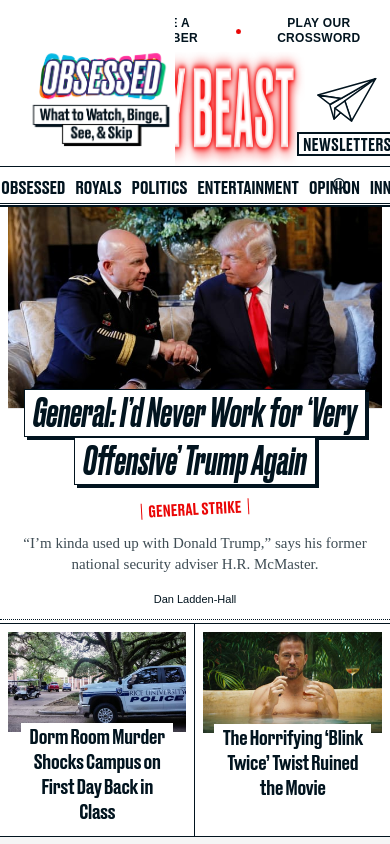 E A
BER
PLAY OUR
CROSSWORD
OBSESSED
What to Watch, Binge,
See, & Skip
Y BEAST
NEWSLETTERS
OBSESSED ROYALS POLITICS ENTERTAINMENT OPINION INN
General: I’d Never Work for ‘Very
Offensive’ Trump Again
GENERAL STRIKE
“I’m kinda used up with Donald Trump,” says his former
national security adviser H.R. McMaster.
Dan Ladden-Hall
RICE UNIVERSITY
POLICE
Dorm Room Murder
Shocks Campus on
First Day Back in
Class
The Horrifying ‘Blink
Twice’ Twist Ruined
the Movie